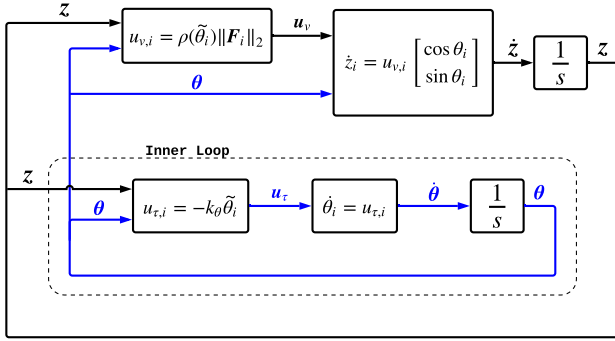 z
u_{v,i} = ρ(θ̃_i)‖F_i‖_2
u_v
ż_i = u_{v,i} [cos θ_i
sin θ_i]
ż
1/s
z
θ
Inner Loop
z
θ
u_{τ,i} = −k_θ θ̃_i
u_τ
θ̇_i = u_{τ,i}
θ̇
1/s
θ